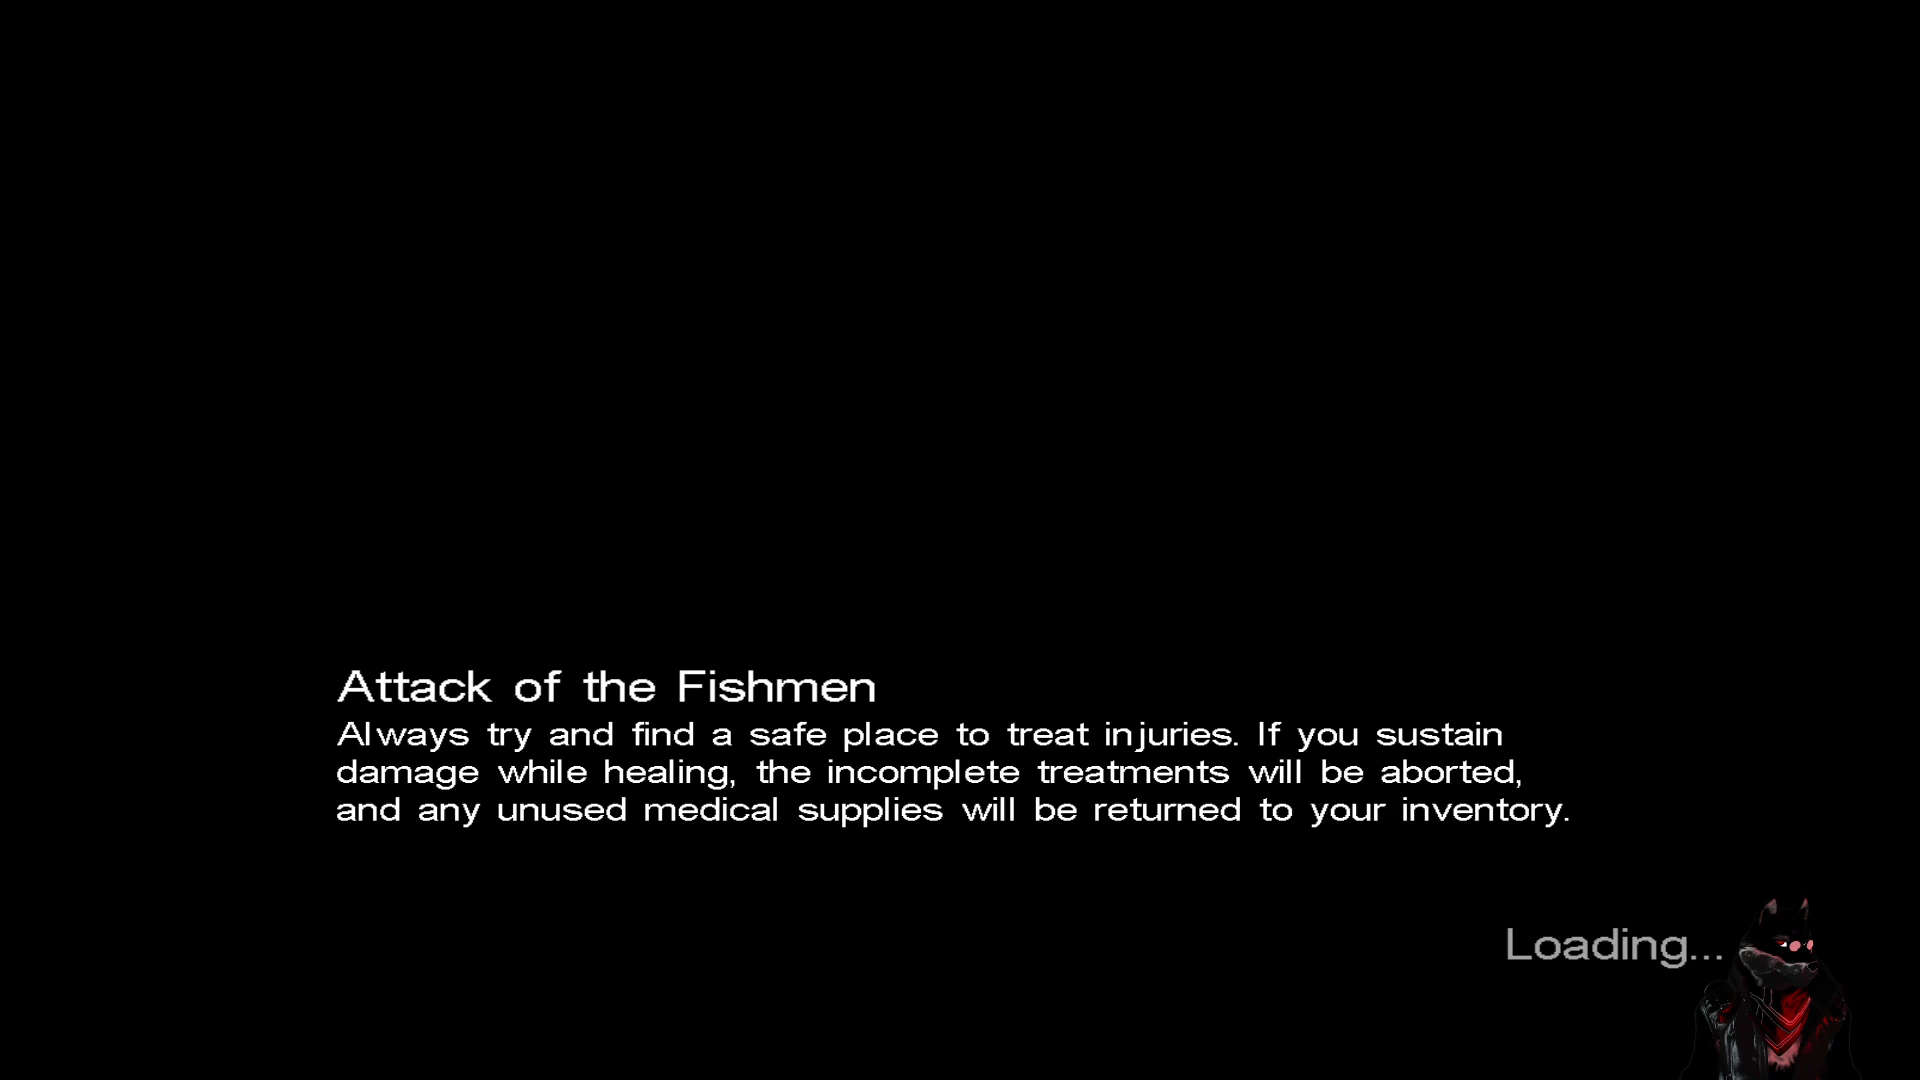 Attack of the Fishmen
Always try and find a safe place to treat injuries. If you sustain
damage while healing, the incomplete treatments will be aborted,
and any unused medical supplies will be returned to your inventory.
Loading...